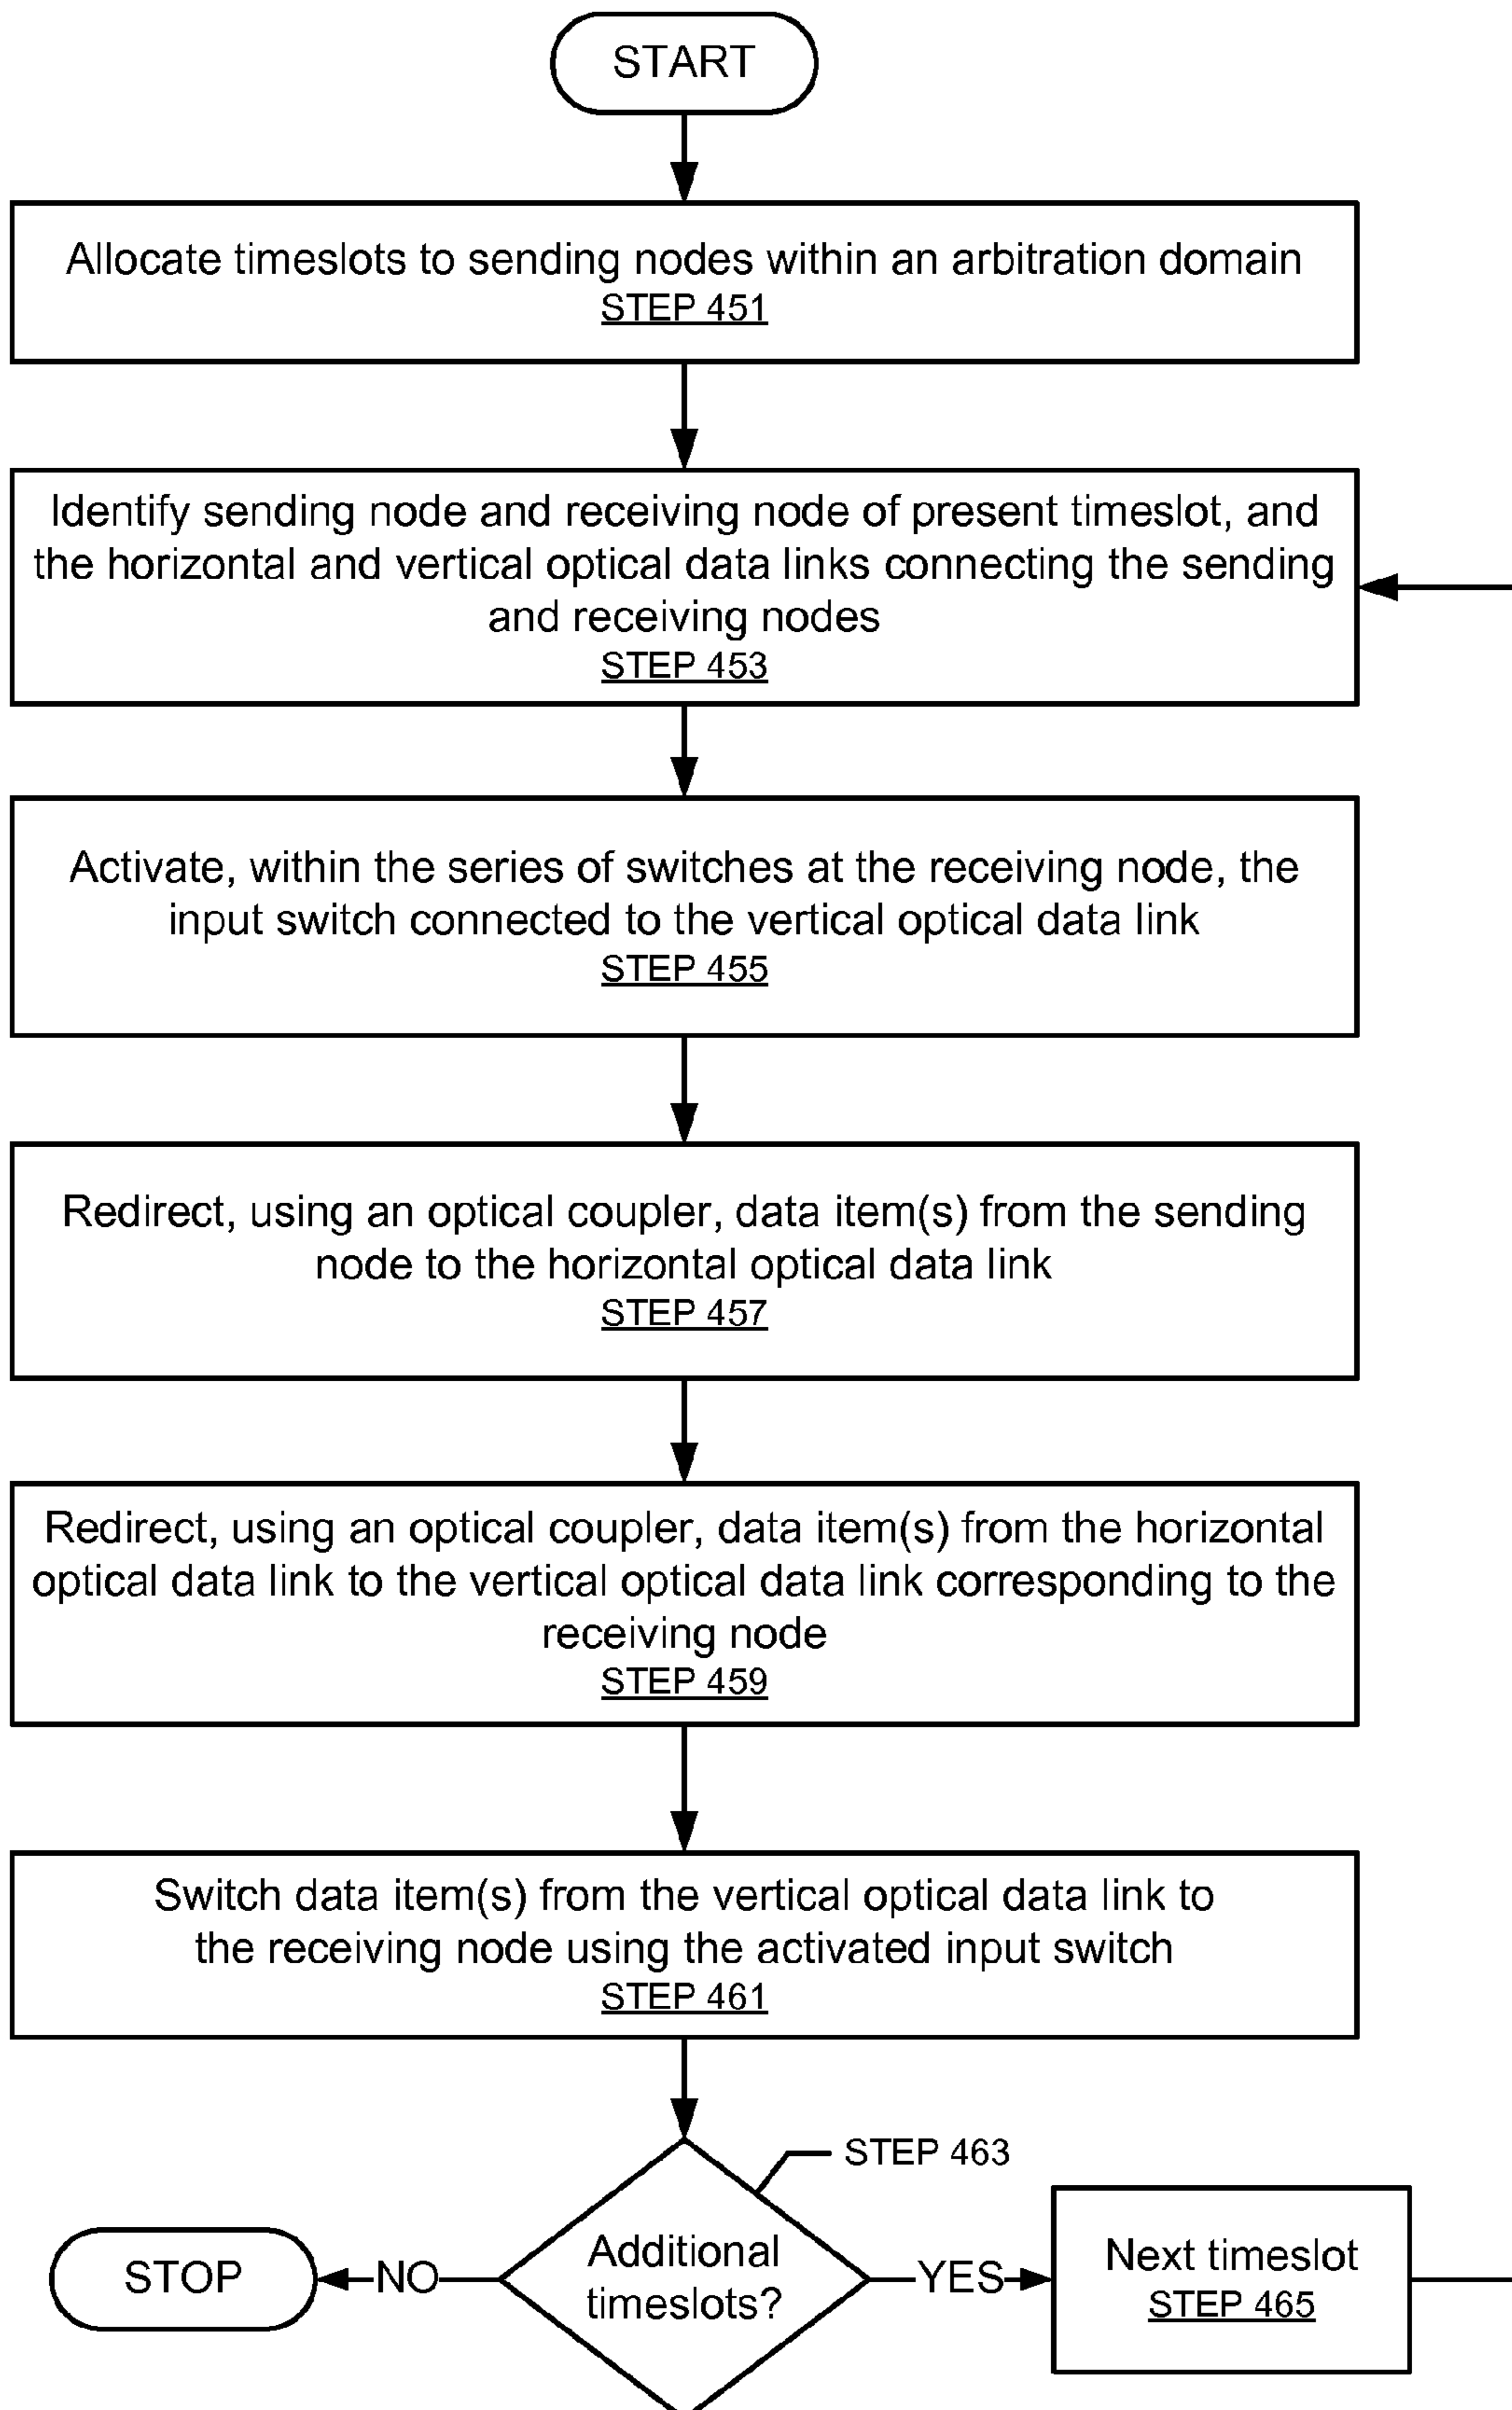 START
Allocate timeslots to sending nodes within an arbitration domain
STEP 451
Identify sending node and receiving node of present timeslot, and
the horizontal and vertical optical data links connecting the sending
and receiving nodes
STEP 453
Activate, within the series of switches at the receiving node, the
input switch connected to the vertical optical data link
STEP 455
Redirect, using an optical coupler, data item(s) from the sending
node to the horizontal optical data link
STEP 457
Redirect, using an optical coupler, data item(s) from the horizontal
optical data link to the vertical optical data link corresponding to the
receiving node
STEP 459
Switch data item(s) from the vertical optical data link to
the receiving node using the activated input switch
STEP 461
STEP 463
Additional
timeslots?
NO
STOP
YES
Next timeslot
STEP 465